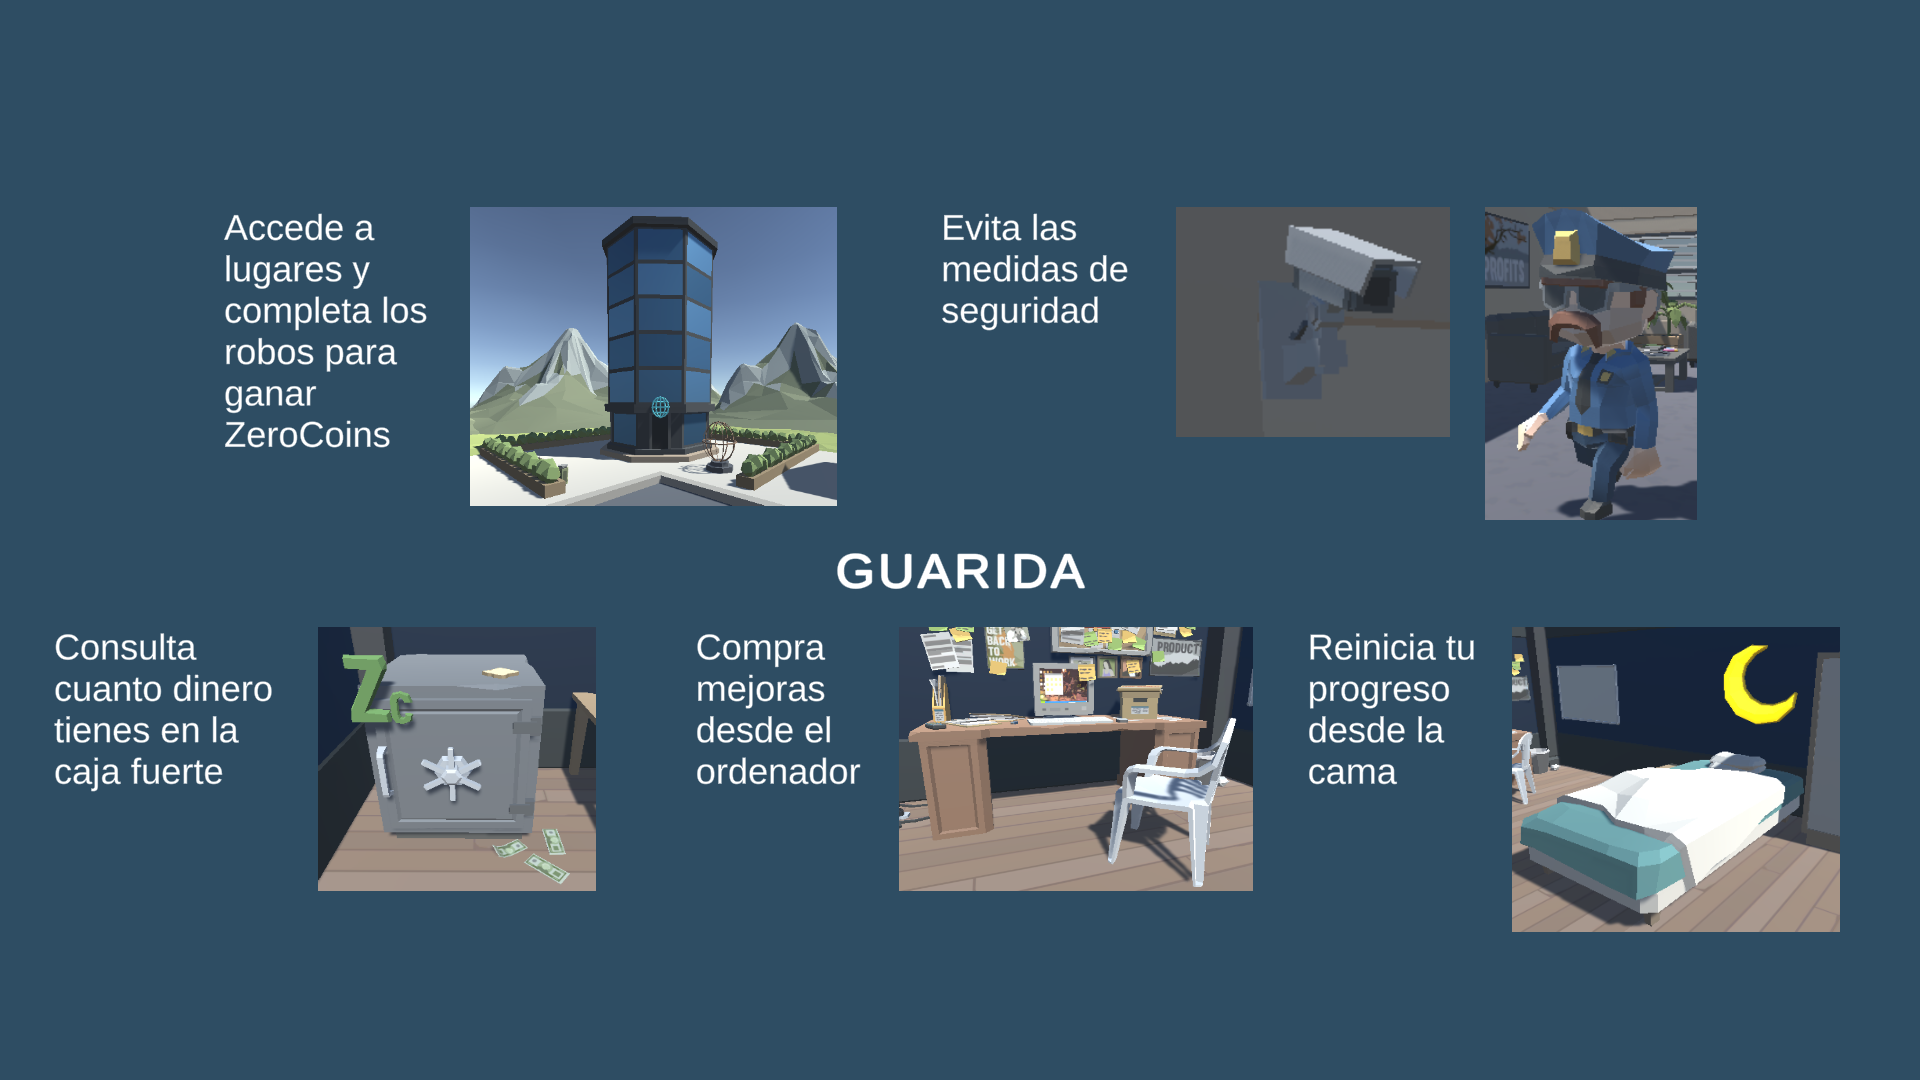 Accede a
lugares y
completa los
robos para
ganar
ZeroCoins
Evita las
medidas de
seguridad
PROFITS
GUARIDA
Consulta
cuanto dinero
tienes en la
caja fuerte
Zc
Compra
mejoras
desde el
ordenador
GET
BACK
TO
WORK
PRODUCT
Reinicia tu
progreso
desde la
cama